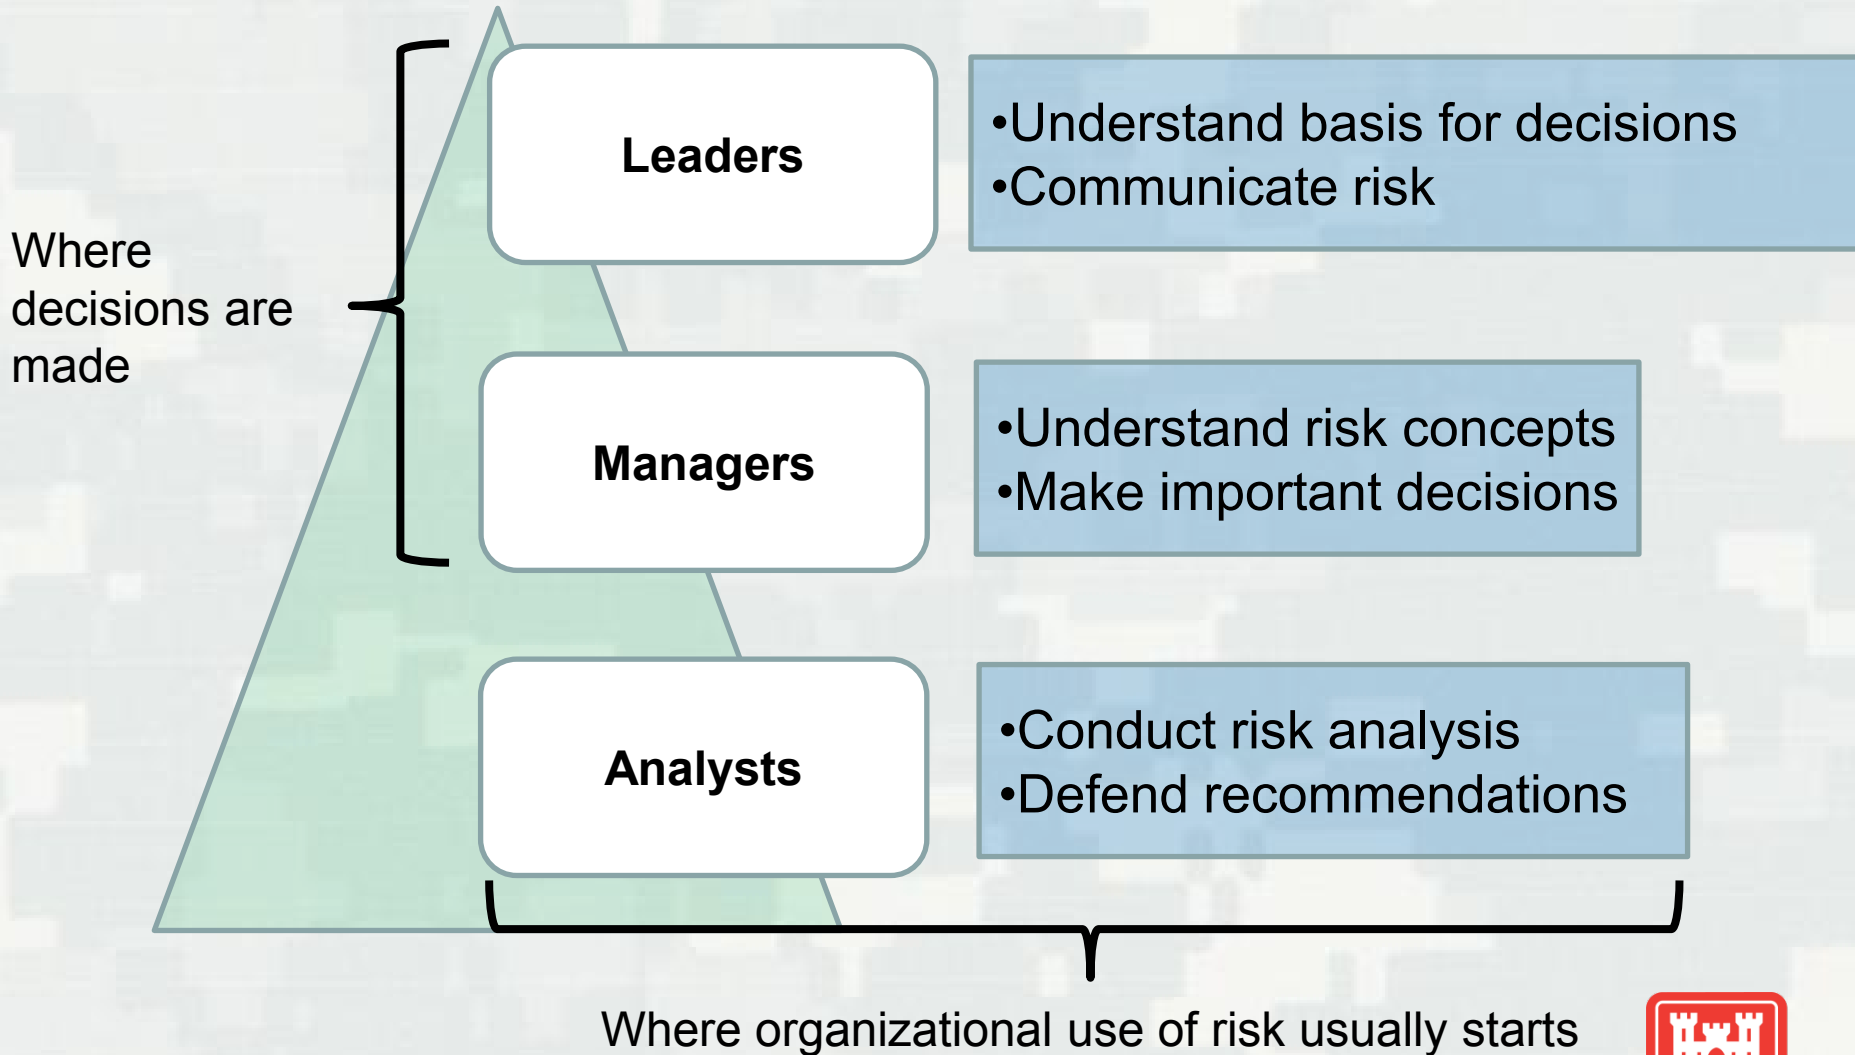 Leaders
•Understand basis for decisions
•Communicate risk
Where
decisions are
made
Managers
•Understand risk concepts
•Make important decisions
Analysts
•Conduct risk analysis
•Defend recommendations
Where organizational use of risk usually starts